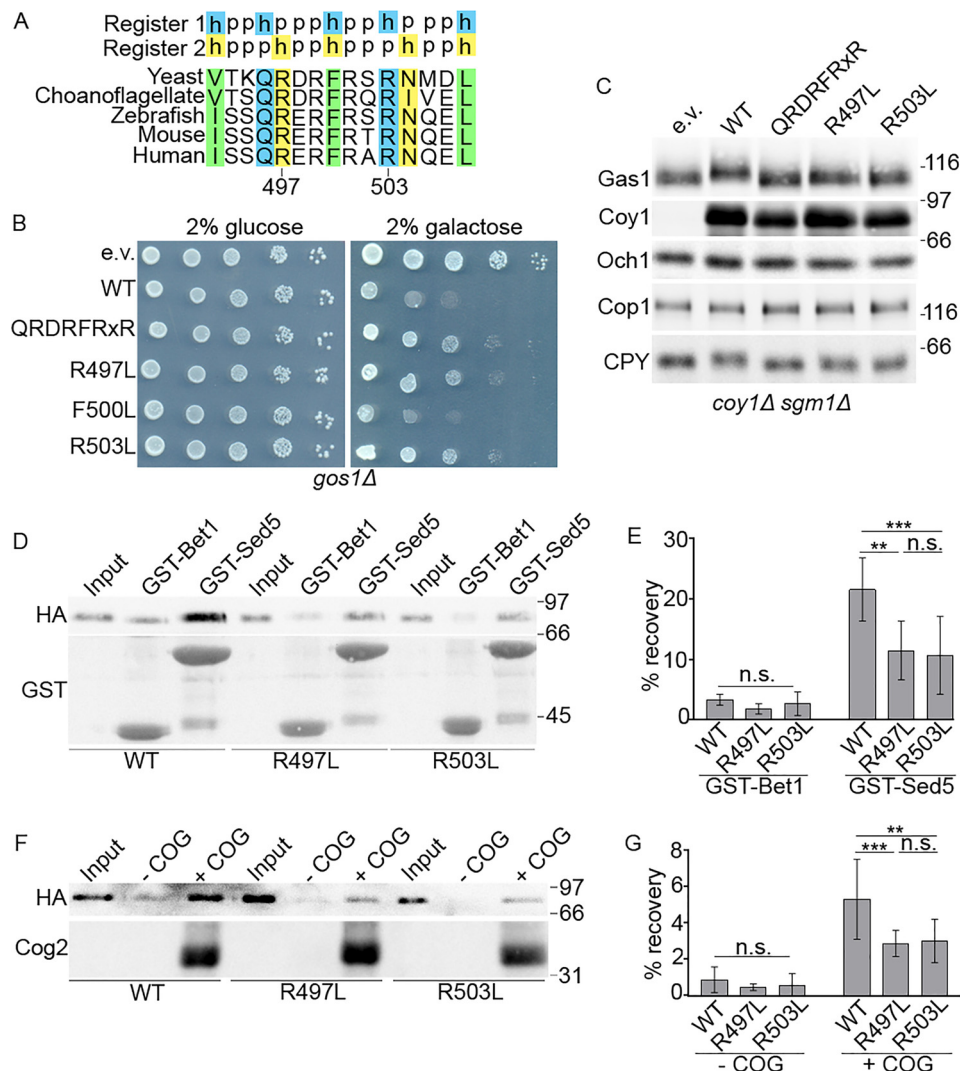 A
Register 1 h p p h p p p h p p h p p p h
Register 2 h p p p h p p h p p p h p p h
Yeast V T K Q R D R F R S R N M D L
Choanoflagellate V T S Q R D R F R Q R I V E L
Zebrafish I S S Q R E R F R S R N Q E L
Mouse I S S Q R E R F R T R N Q E L
Human I S S Q R E R F R A R N Q E L
497 503
B
2% glucose 2% galactose
e.v.
WT
QRDRFRxR
R497L
F500L
R503L
gos1Δ
C
e.v. WT QRDRFRxR R497L R503L
Gas1 -116
-97
Coy1
-66
Och1
Cop1 -116
-66
CPY
coy1Δ sgm1Δ
D
Input GST-Bet1 GST-Sed5 Input GST-Bet1 GST-Sed5 Input GST-Bet1 GST-Sed5
HA -97
-66
GST
-45
WT R497L R503L
E
% recovery
30
20
10
0
*** 
** n.s.
n.s.
WT R497L R503L WT R497L R503L
GST-Bet1 GST-Sed5
F
Input - COG + COG Input - COG + COG Input - COG + COG
HA -97
-66
Cog2
-31
WT R497L R503L
G
% recovery
8
6
4
2
0
**
*** n.s.
n.s.
WT R497L R503L WT R497L R503L
- COG + COG